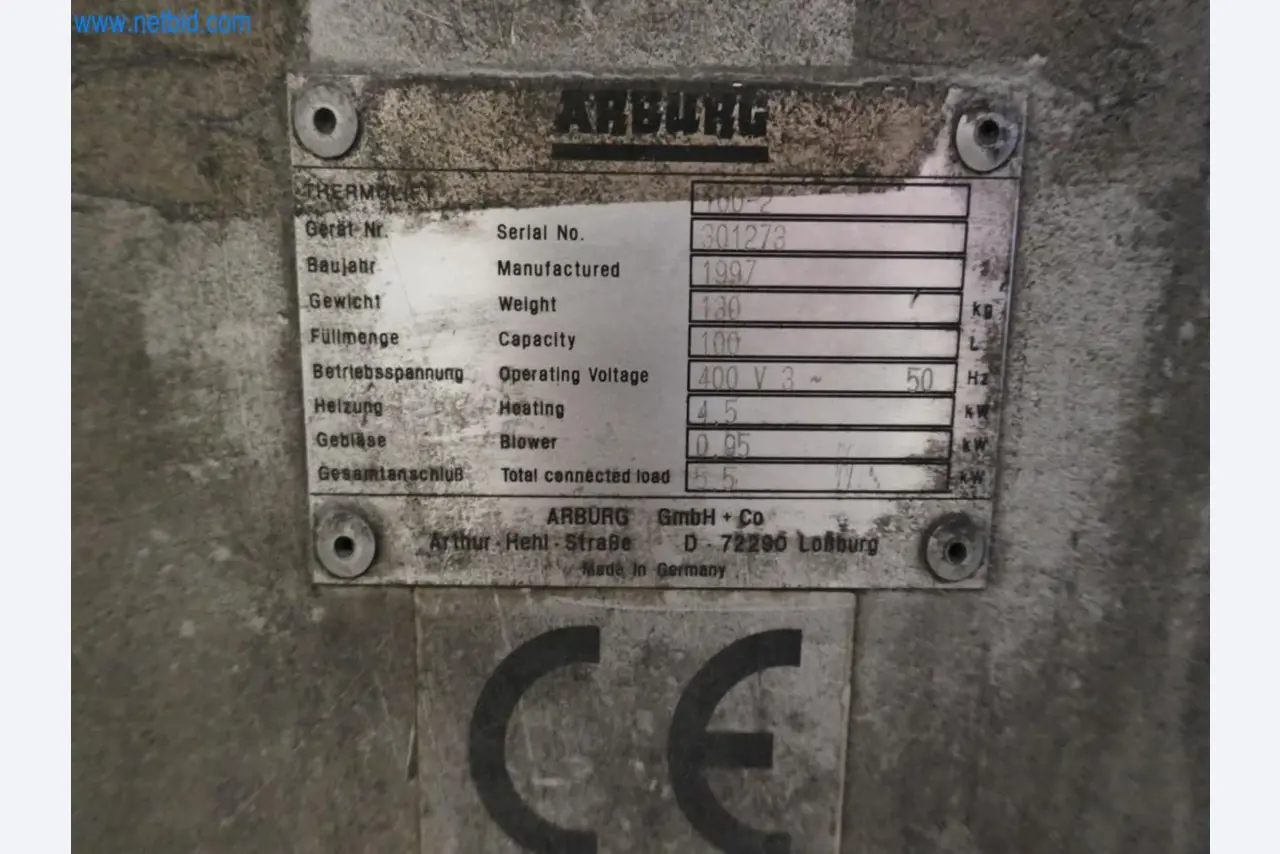 www.netbid.com
ARBURG
THERMOLIFT 100-2
Gerät Nr. Serial No. 301273
Baujahr Manufactured 1997
Gewicht Weight 130 kg
Füllmenge Capacity 100 L
Betriebsspannung Operating Voltage 400 V 3 ~ 50 Hz
Heizung Heating 4.5 kW
Gebläse Blower 0.95 kW
Gesamtanschluß Total connected load 5.5 kW
ARBURG GmbH + Co
Arthur - Hehl - Straße D - 72290 Loßburg
Made in Germany
CE